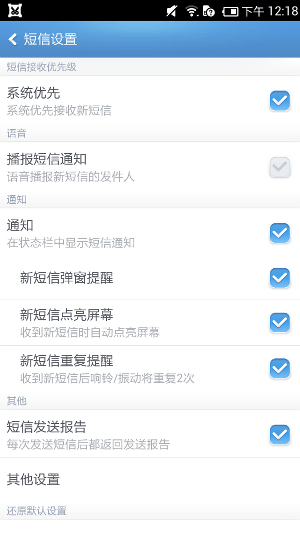 下午 12:18
短信设置
短信接收优先级
系统优先
系统优先接收新短信
语音
播报短信通知
语音播报新短信的发件人
通知
通知
在状态栏中显示短信通知
新短信弹窗提醒
新短信点亮屏幕
收到新短信时自动点亮屏幕
新短信重复提醒
收到新短信后响铃/振动将重复2次
其他
短信发送报告
每次发送短信后都返回发送报告
其他设置
还原默认设置